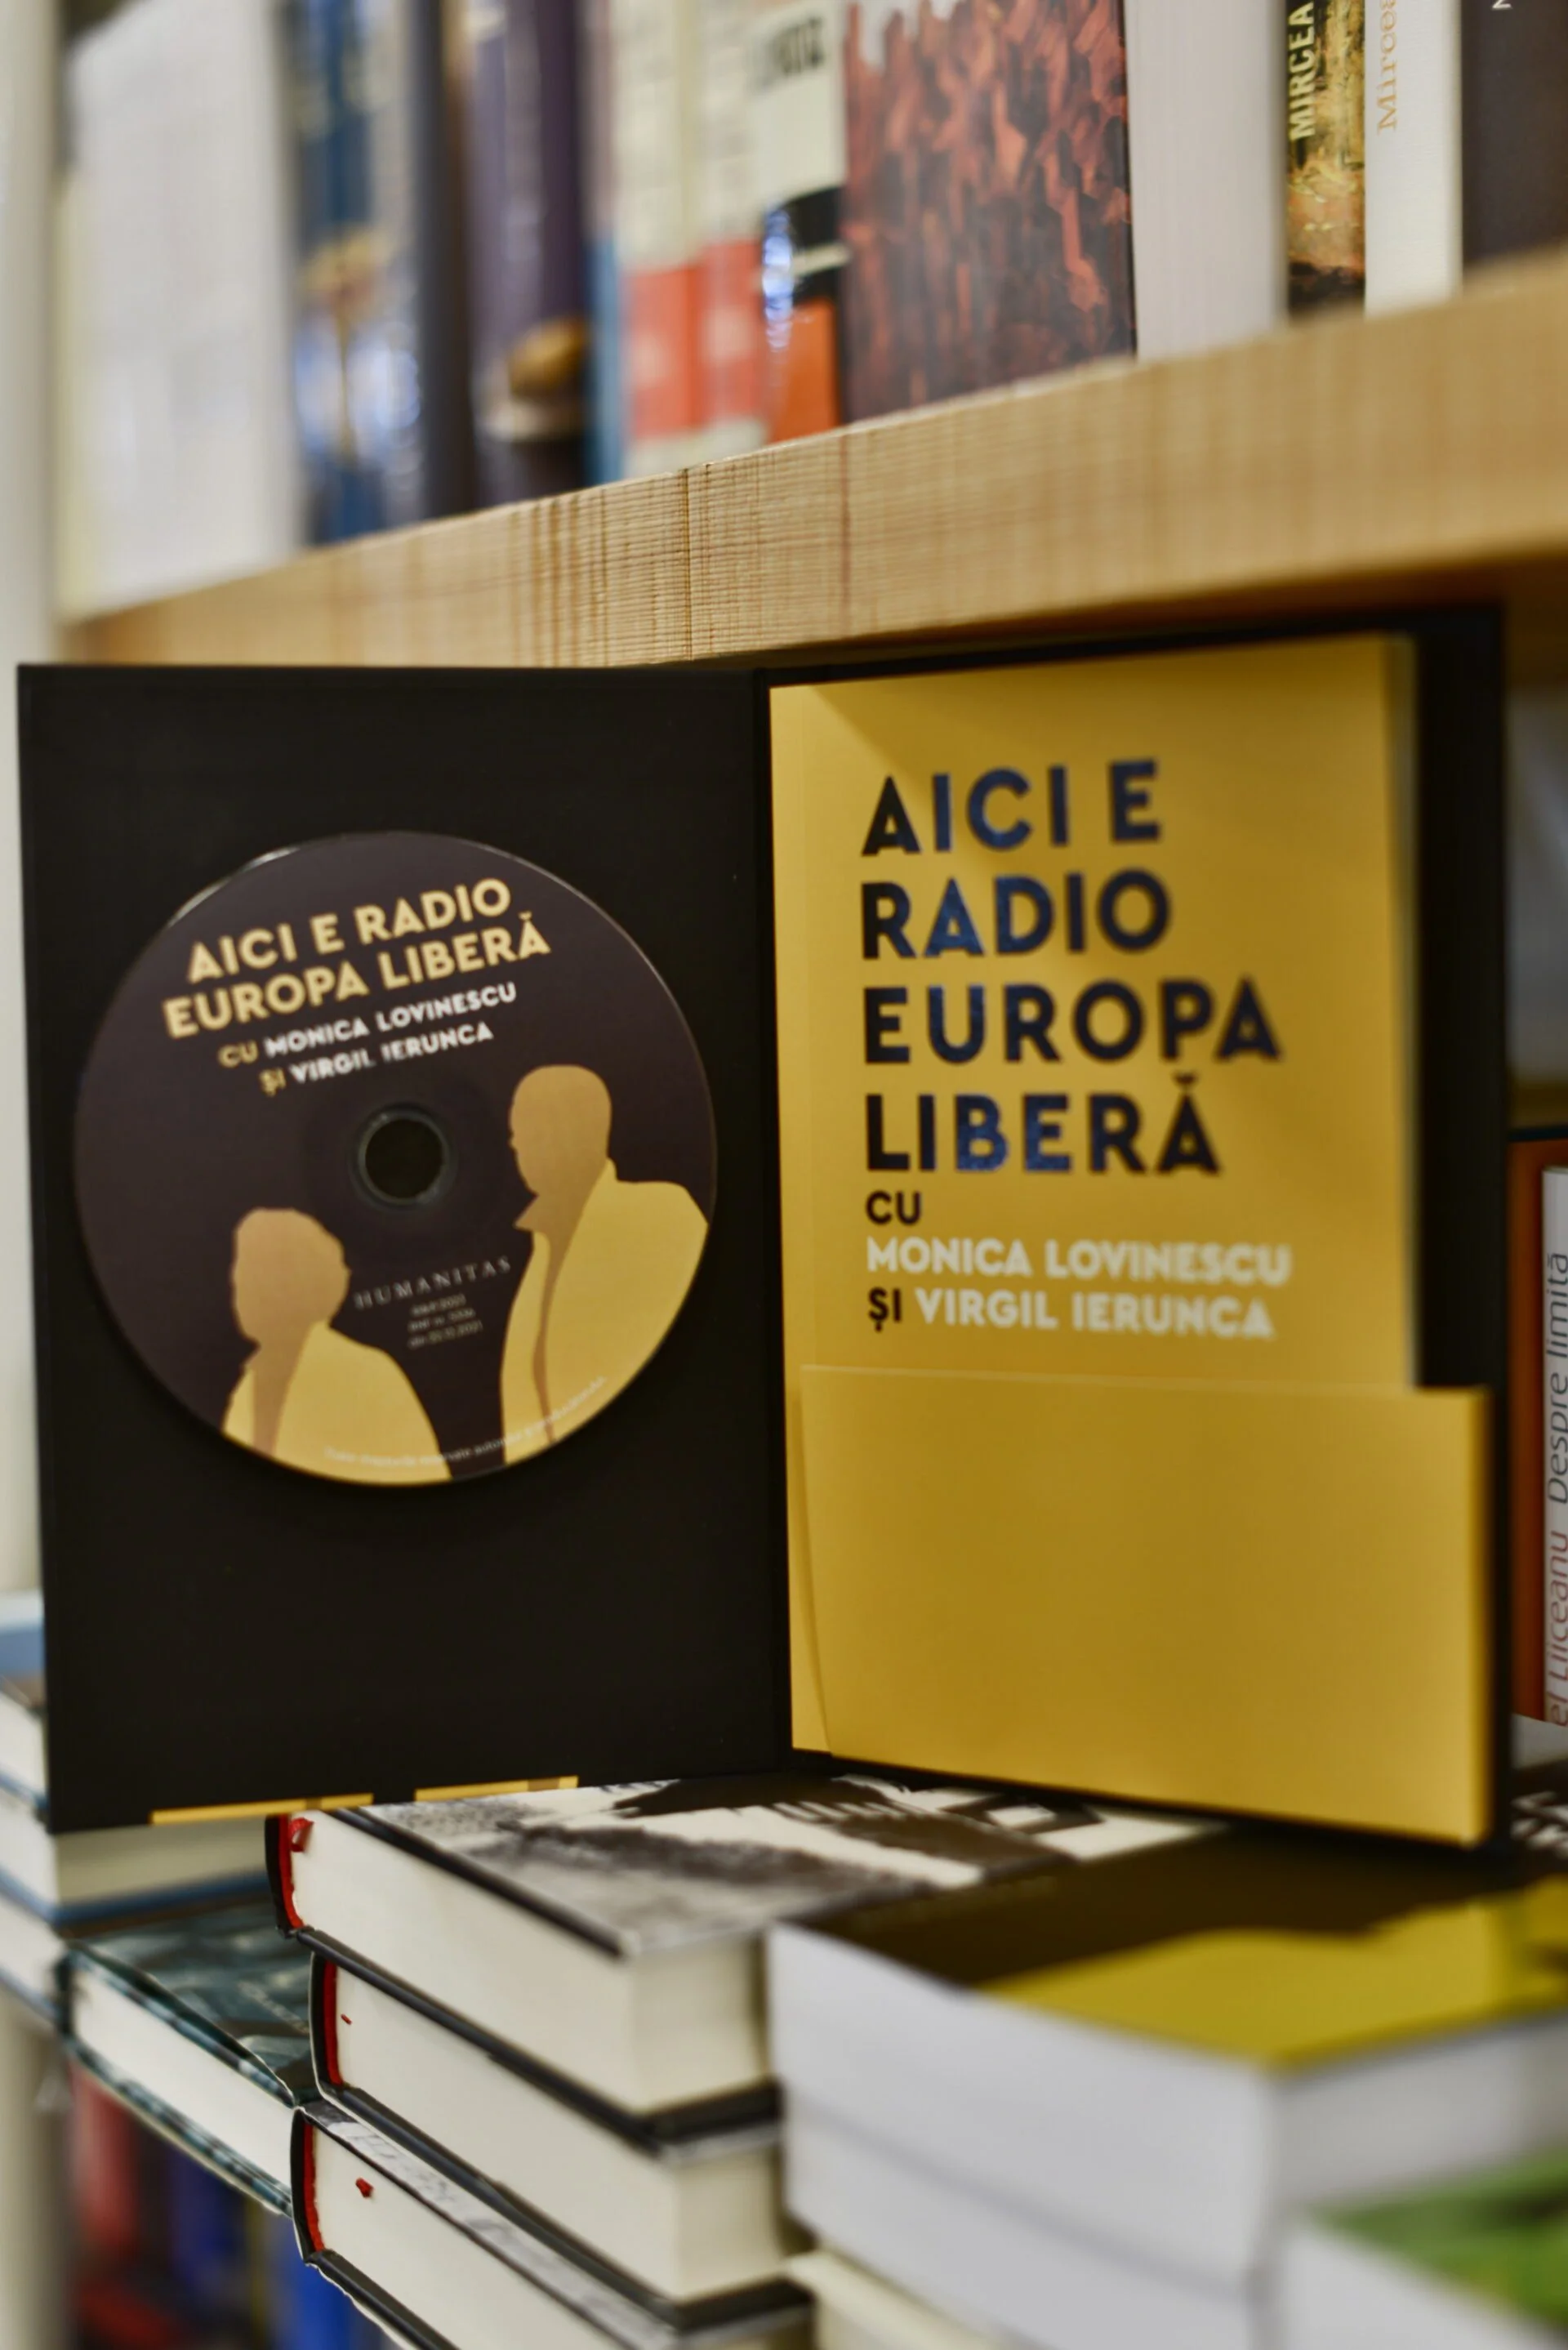 MIRCEA
Mircea
AICI E RADIO
EUROPA LIBERĂ
CU MONICA LOVINESCU
ȘI VIRGIL IERUNCA
HUMANITAS
AICI E
RADIO
EUROPA
LIBERĂ
CU
MONICA LOVINESCU
ȘI VIRGIL IERUNCA
Liiceanu Despre limită